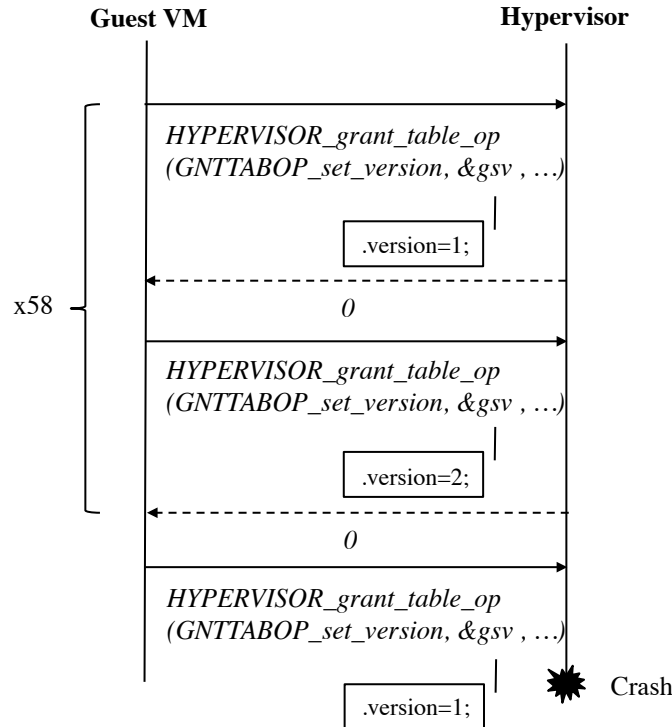 Guest VM
Hypervisor
HYPERVISOR_grant_table_op
(GNTTABOP_set_version, &gsv , …)
.version=1;
x58
0
HYPERVISOR_grant_table_op
(GNTTABOP_set_version, &gsv , …)
.version=2;
0
HYPERVISOR_grant_table_op
(GNTTABOP_set_version, &gsv , …)
Crash
.version=1;